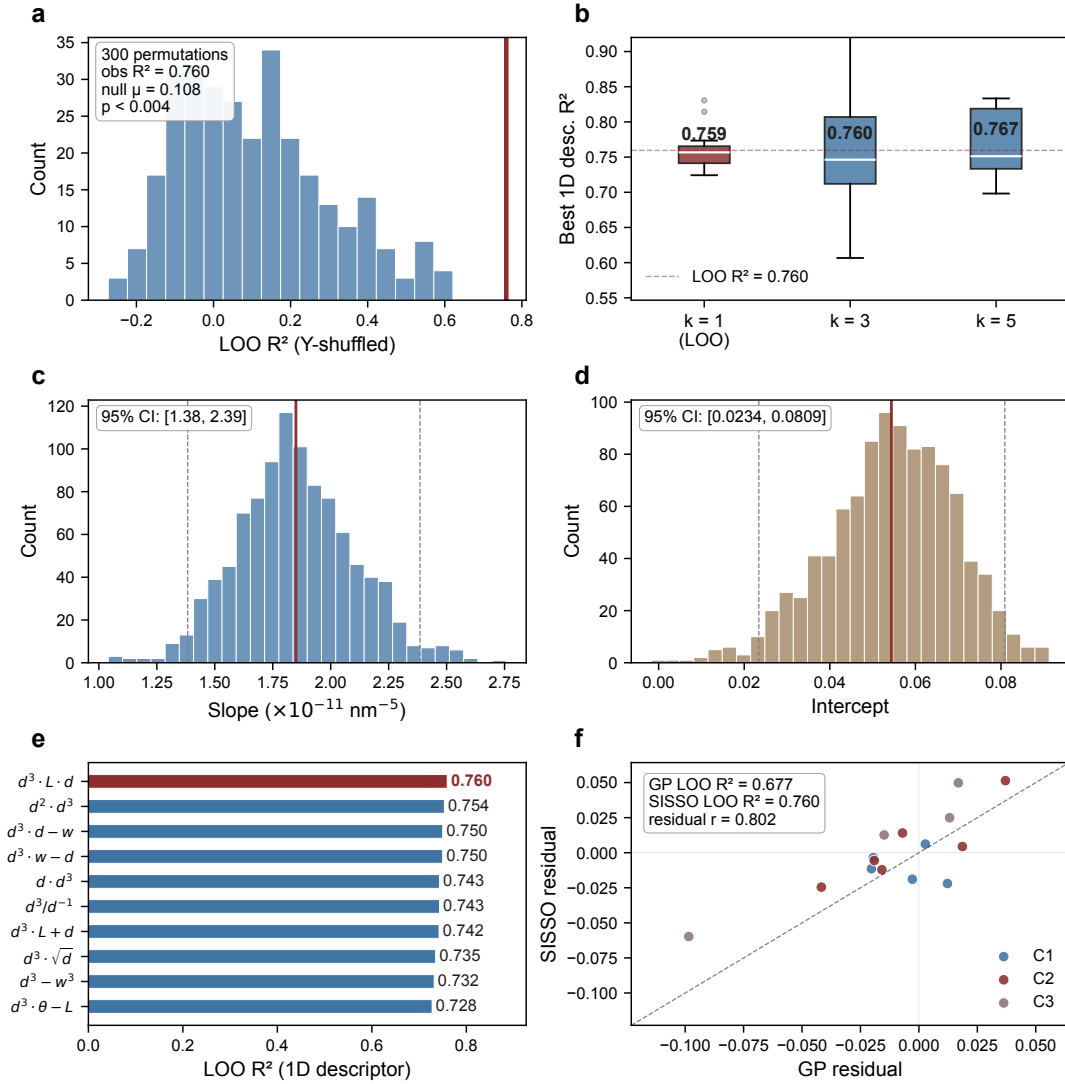 a
300 permutations
obs R² = 0.760
null μ = 0.108
p < 0.004
35
30
25
20
15
10
5
0
Count
−0.2
0.0
0.2
0.4
0.6
0.8
LOO R² (Y-shuffled)
b
0.90
0.85
0.80
0.75
0.70
0.65
0.60
0.55
Best 1D desc. R²
0.759
0.760
0.767
LOO R² = 0.760
k = 1
(LOO)
k = 3
k = 5
c
95% CI: [1.38, 2.39]
120
100
80
60
40
20
0
Count
1.00
1.25
1.50
1.75
2.00
2.25
2.50
2.75
Slope (×10⁻¹¹ nm⁻⁵)
d
95% CI: [0.0234, 0.0809]
100
80
60
40
20
0
Count
0.00
0.02
0.04
0.06
0.08
Intercept
e
d³ · L · d
0.760
d² · d³
0.754
d³ · d − w
0.750
d³ · w − d
0.750
d · d³
0.743
d³/d⁻¹
0.743
d³ · L + d
0.742
d³ · √d
0.735
d³ − w³
0.732
d³ · θ − L
0.728
0.0
0.2
0.4
0.6
0.8
LOO R² (1D descriptor)
f
GP LOO R² = 0.677
SISSO LOO R² = 0.760
residual r = 0.802
0.050
0.025
0.000
−0.025
−0.050
−0.075
−0.100
SISSO residual
C1
C2
C3
−0.100
−0.075
−0.050
−0.025
0.000
0.025
0.050
GP residual